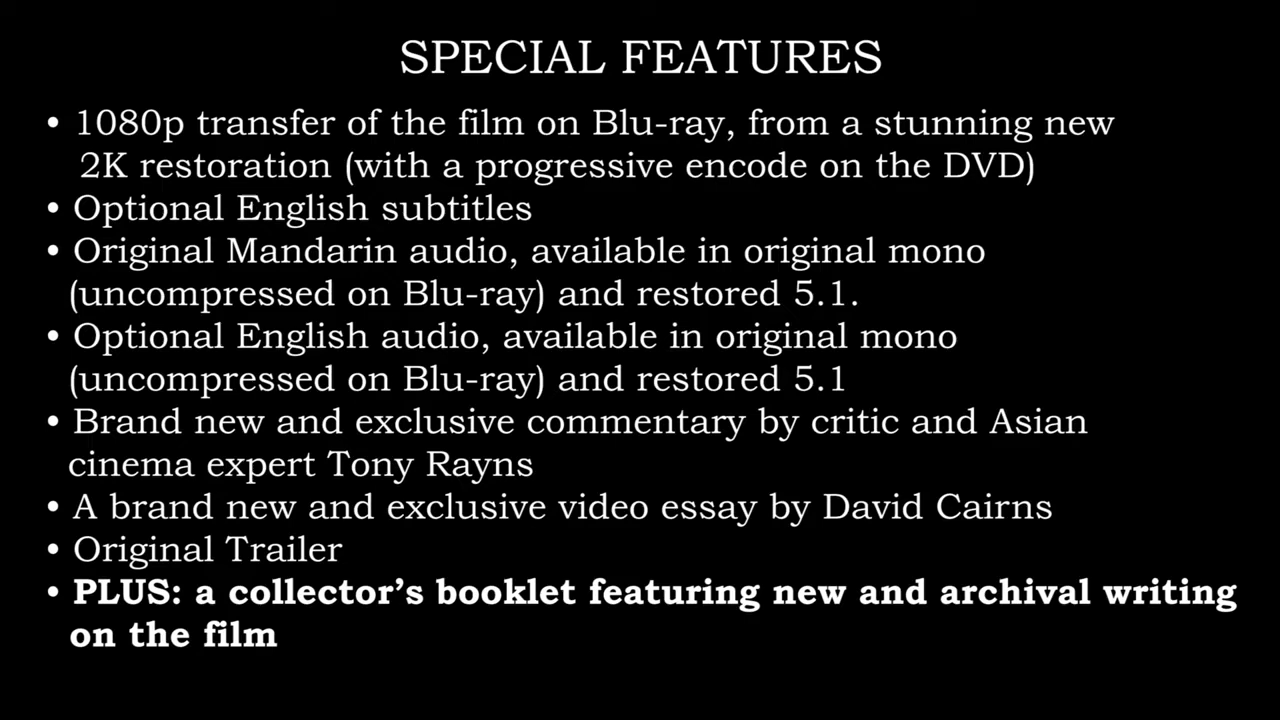 SPECIAL FEATURES
• 1080p transfer of the film on Blu-ray, from a stunning new
2K restoration (with a progressive encode on the DVD)
• Optional English subtitles
• Original Mandarin audio, available in original mono
(uncompressed on Blu-ray) and restored 5.1.
• Optional English audio, available in original mono
(uncompressed on Blu-ray) and restored 5.1
• Brand new and exclusive commentary by critic and Asian
cinema expert Tony Rayns
• A brand new and exclusive video essay by David Cairns
• Original Trailer
• PLUS: a collector’s booklet featuring new and archival writing
on the film